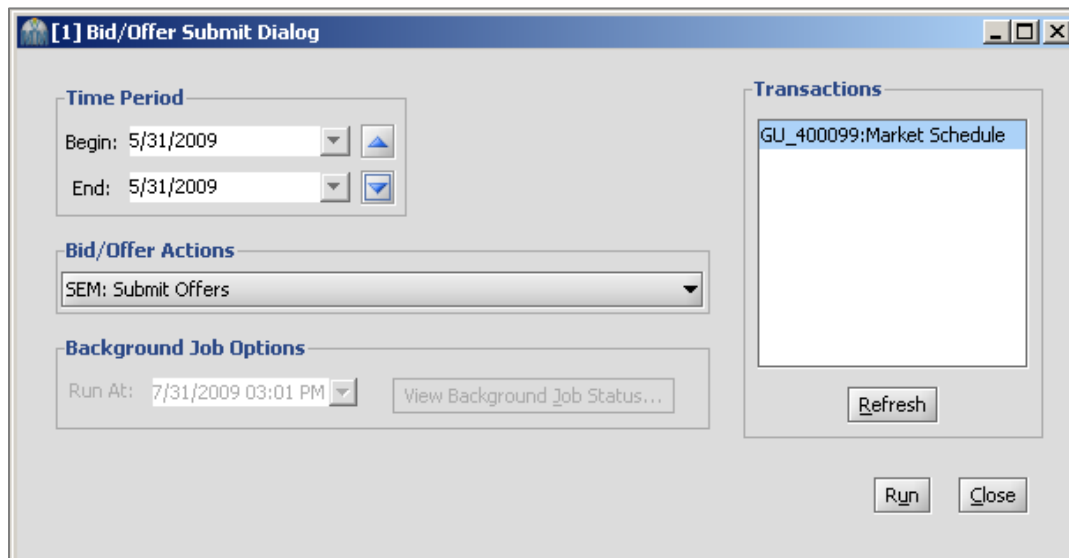 [1] Bid/Offer Submit Dialog
Time Period
Begin: 5/31/2009
End: 5/31/2009
Bid/Offer Actions
SEM: Submit Offers
Background Job Options
Run At: 7/31/2009 03:01 PM View Background Job Status...
Transactions
GU_400099:Market Schedule
Refresh
Run Close